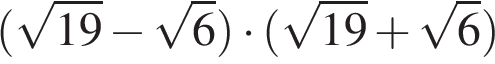 (√19 − √6) · (√19 + √6)